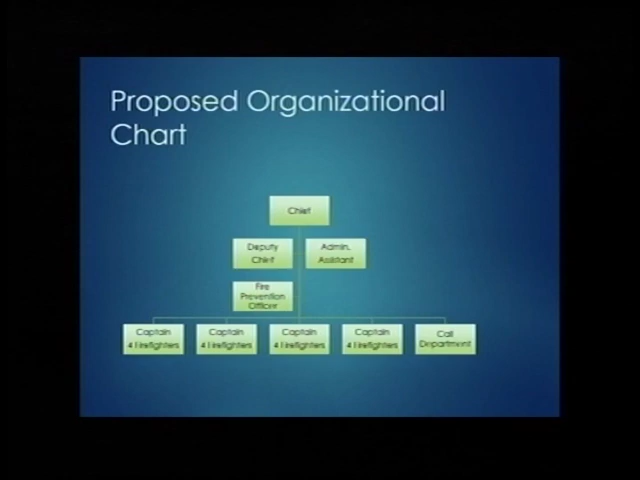 Proposed Organizational
Chart
Chief
Deputy
Chief
Admin.
Assistant
Fire
Prevention
Officer
Captain
4 Firefighters
Captain
4 Firefighters
Captain
4 Firefighters
Captain
4 Firefighters
Call
Department